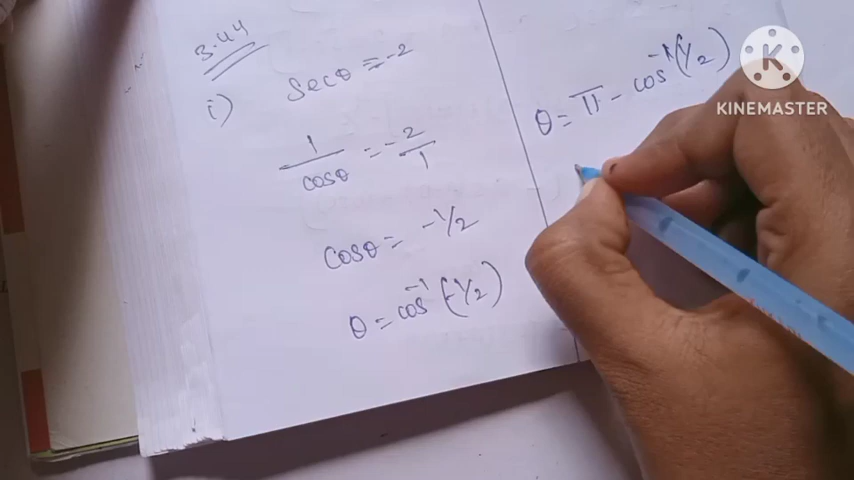 3.44
i) secθ = -2
1/cosθ = -2/1
cosθ = -1/2
θ = cos⁻¹(-1/2)
θ = π - cos⁻¹(1/2)
KINEMASTER